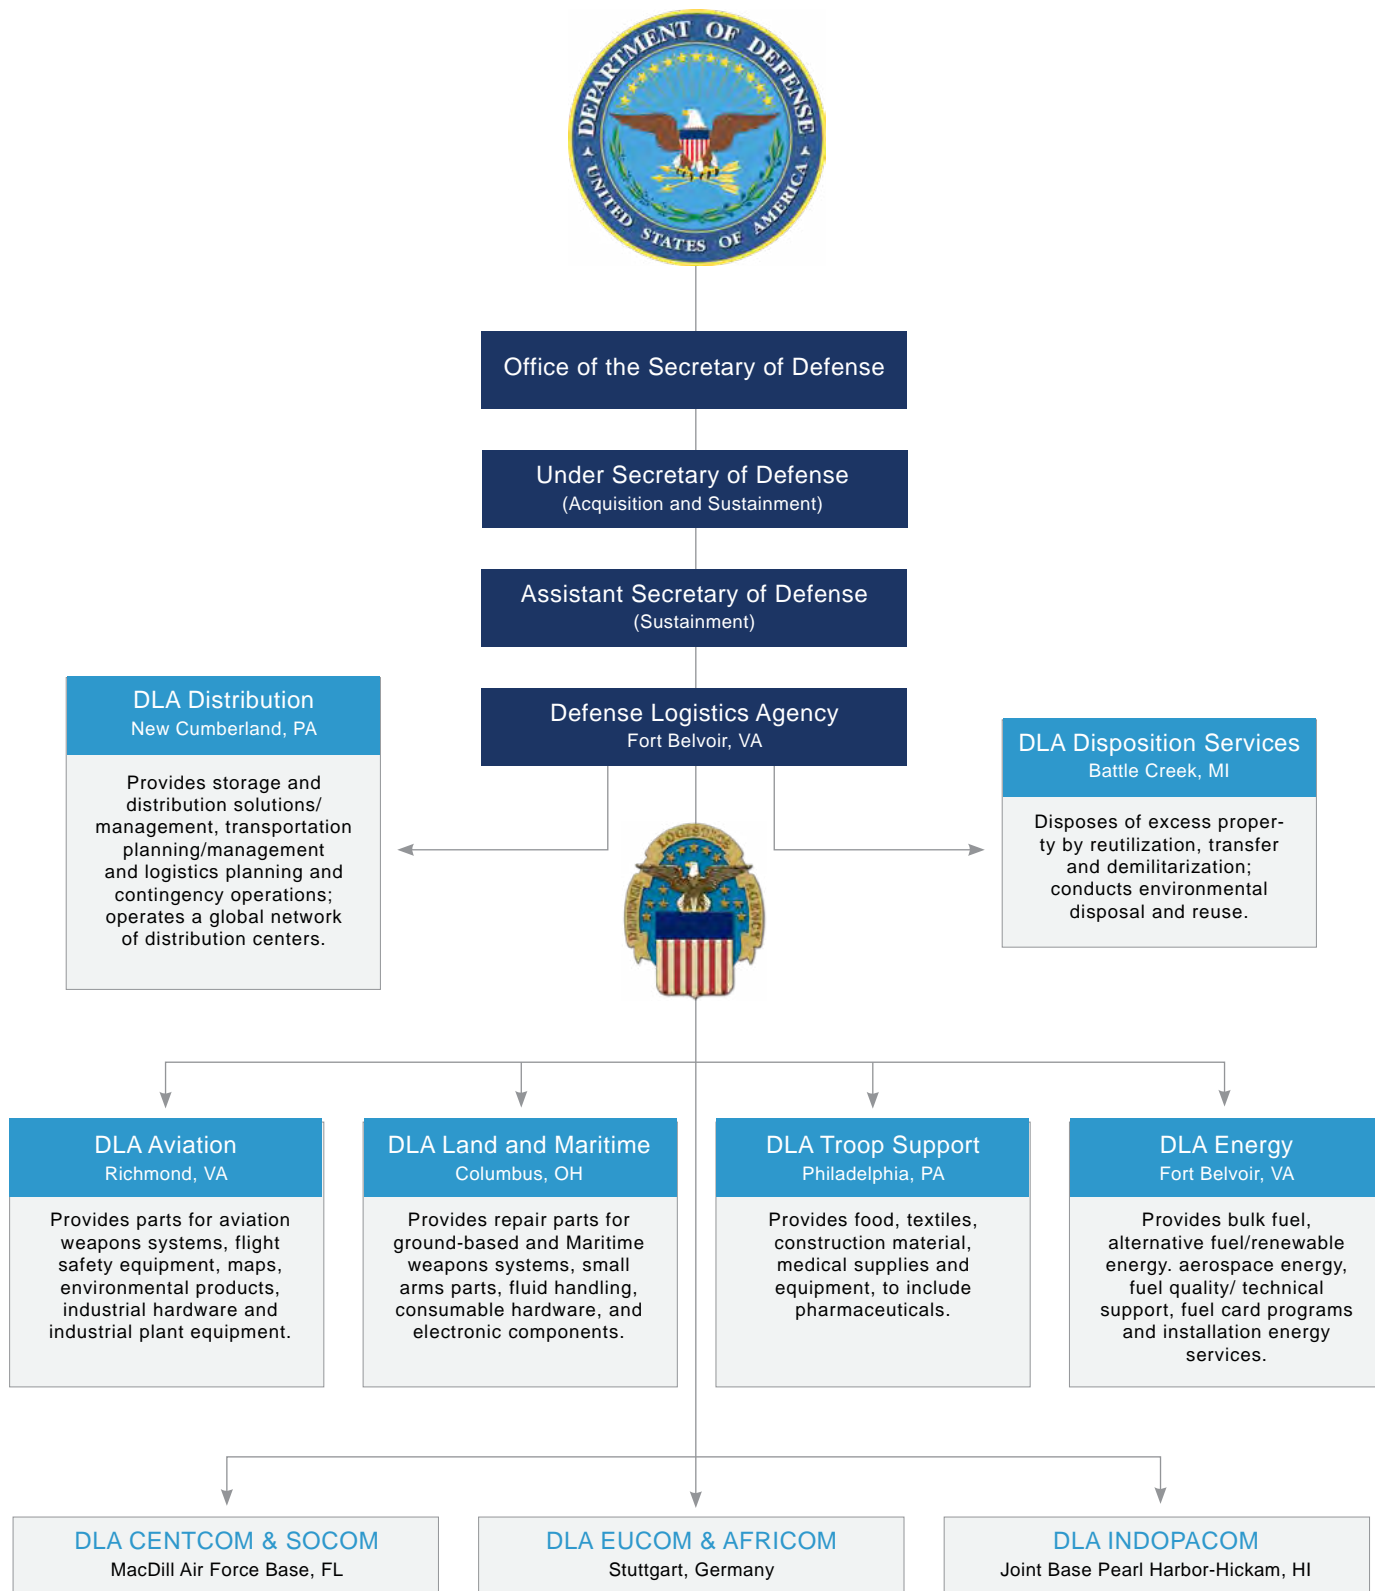 DEPARTMENT OF DEFENSE
UNITED STATES OF AMERICA
Office of the Secretary of Defense
Under Secretary of Defense
(Acquisition and Sustainment)
Assistant Secretary of Defense
(Sustainment)
Defense Logistics Agency
Fort Belvoir, VA
DLA Distribution
New Cumberland, PA
Provides storage and
distribution solutions/
management, transportation
planning/management
and logistics planning and
contingency operations;
operates a global network
of distribution centers.
DEFENSE LOGISTICS AGENCY
DLA Disposition Services
Battle Creek, MI
Disposes of excess proper-
ty by reutilization, transfer
and demilitarization;
conducts environmental
disposal and reuse.
DLA Aviation
Richmond, VA
Provides parts for aviation
weapons systems, flight
safety equipment, maps,
environmental products,
industrial hardware and
industrial plant equipment.
DLA Land and Maritime
Columbus, OH
Provides repair parts for
ground-based and Maritime
weapons systems, small
arms parts, fluid handling,
consumable hardware, and
electronic components.
DLA Troop Support
Philadelphia, PA
Provides food, textiles,
construction material,
medical supplies and
equipment, to include
pharmaceuticals.
DLA Energy
Fort Belvoir, VA
Provides bulk fuel,
alternative fuel/renewable
energy. aerospace energy,
fuel quality/ technical
support, fuel card programs
and installation energy
services.
DLA CENTCOM & SOCOM
MacDill Air Force Base, FL
DLA EUCOM & AFRICOM
Stuttgart, Germany
DLA INDOPACOM
Joint Base Pearl Harbor-Hickam, HI